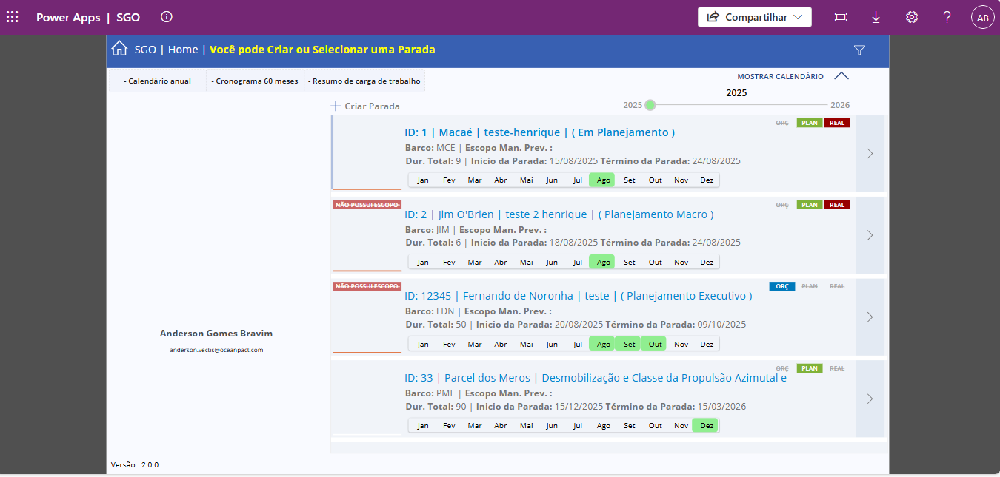 Power Apps | SGO
Compartilhar
?
AB
SGO | Home | Você pode Criar ou Selecionar uma Parada
- Calendário anual
- Cronograma 60 meses
- Resumo de carga de trabalho
MOSTRAR CALENDÁRIO
2025
2025
2026
Criar Parada
ORÇ PLAN REAL
ID: 1 | Macaé | teste-henrique | ( Em Planejamento )
Barco: MCE | Escopo Man. Prev. :
Dur. Total: 9 | Inicio da Parada: 15/08/2025 Término da Parada: 24/08/2025
Jan Fev Mar Abr Mai Jun Jul Ago Set Out Nov Dez
NÃO POSSUI ESCOPO
ORÇ PLAN REAL
ID: 2 | Jim O'Brien | teste 2 henrique | ( Planejamento Macro )
Barco: JIM | Escopo Man. Prev. :
Dur. Total: 6 | Inicio da Parada: 18/08/2025 Término da Parada: 24/08/2025
Jan Fev Mar Abr Mai Jun Jul Ago Set Out Nov Dez
NÃO POSSUI ESCOPO
ORÇ PLAN REAL
ID: 12345 | Fernando de Noronha | teste | ( Planejamento Executivo )
Barco: FDN | Escopo Man. Prev. :
Dur. Total: 50 | Inicio da Parada: 20/08/2025 Término da Parada: 09/10/2025
Jan Fev Mar Abr Mai Jun Jul Ago Set Out Nov Dez
Anderson Gomes Bravim
anderson.vectis@oceanpact.com
ORÇ PLAN REAL
ID: 33 | Parcel dos Meros | Desmobilização e Classe da Propulsão Azimutal e
Barco: PME | Escopo Man. Prev. :
Dur. Total: 90 | Inicio da Parada: 15/12/2025 Término da Parada: 15/03/2026
Jan Fev Mar Abr Mai Jun Jul Ago Set Out Nov Dez
Versão: 2.0.0